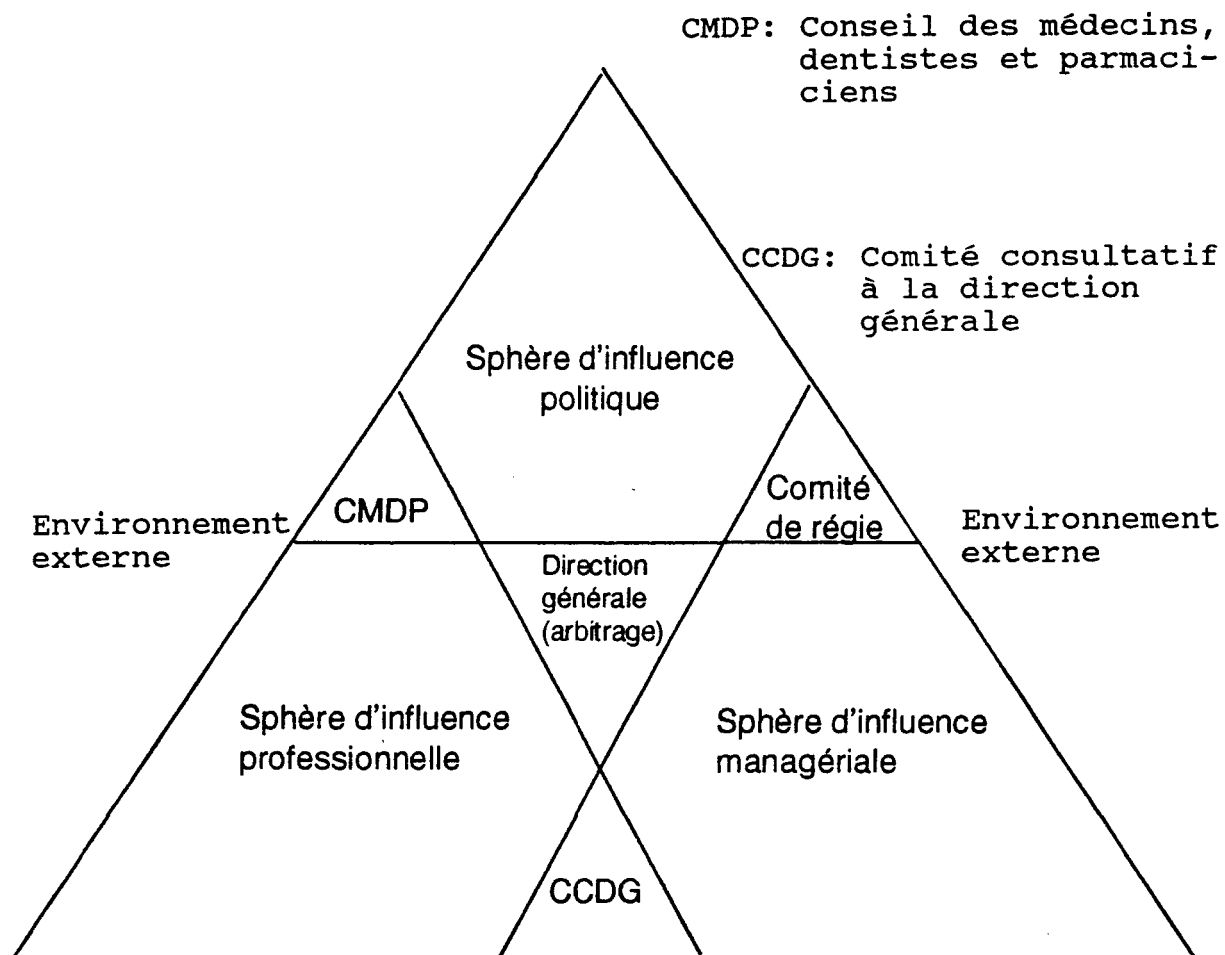 CMDP: Conseil des médecins,
dentistes et parmaci-
ciens
CCDG: Comité consultatif
à la direction
générale
Sphère d'influence
politique
CMDP
Comité
de régie
Environnement
externe
Environnement
externe
Direction
générale
(arbitrage)
Sphère d'influence
professionnelle
Sphère d'influence
managériale
CCDG